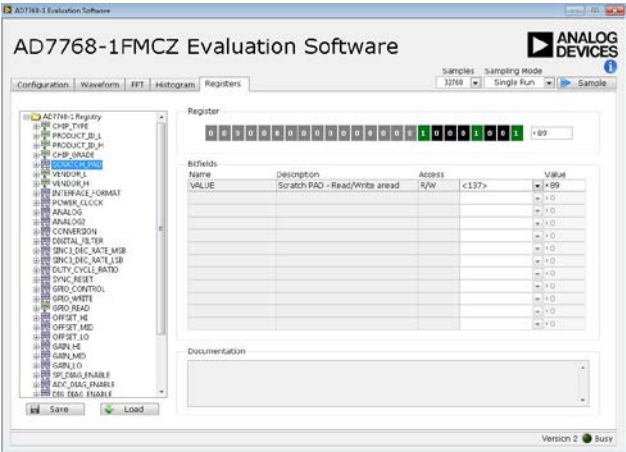 AD7768-1 Evaluation Software
AD7768-1FMCZ Evaluation Software
ANALOG DEVICES
Samples Sampling Mode
Configuration Waveform FFT Histogram Registers 32768 Single Run Sample
AD7768-1 Registry
CHIP_TYPE
PRODUCT_ID_L
PRODUCT_ID_H
CHIP_GRADE
SCRATCH_PAD
VENDOR_L
VENDOR_H
INTERFACE_FORMAT
POWER_CLOCK
ANALOG
ANALOG2
CONVERSION
DIGITAL_FILTER
SINC3_DEC_RATE_MSB
SINC3_DEC_RATE_LSB
DUTY_CYCLE_RATIO
SYNC_RESET
GPIO_CONTROL
GPIO_WRITE
GPIO_READ
OFFSET_HI
OFFSET_MID
OFFSET_LO
GAIN_HI
GAIN_MID
GAIN_LO
SPI_DIAG_ENABLE
ADC_DIAG_ENABLE
DIG_DIAG_ENABLE
Save Load
Register
0 0 0 0 0 0 0 0 0 0 0 0 0 0 0 0 1 0 0 0 1 0 0 1 x 89
Bitfields
Name Description Access Value
VALUE Scratch PAD - Read/Write aread R/W <137> x 89
x 0
x 0
x 0
x 0
x 0
x 0
x 0
x 0
x 0
x 0
x 0
Documentation
Version 2 Busy